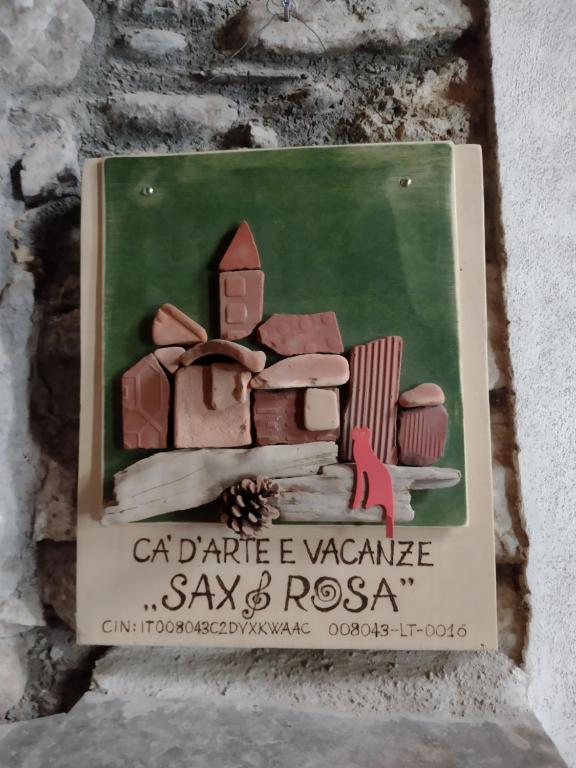 CA'D'ARTE E VACANZE
„SAX & ROSA”
CIN: IT008043C2DYXKWAAC 008043-LT-0016